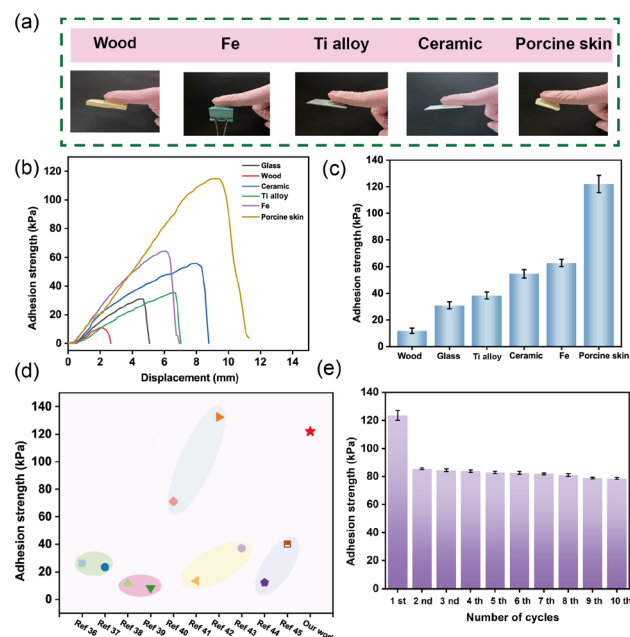 (a)
Wood Fe Ti alloy Ceramic Porcine skin
(b)
Adhesion strength (kPa)
120
100
80
60
40
20
0
Glass
Wood
Ceramic
Ti alloy
Fe
Porcine skin
0 2 4 6 8 10 12 14
Displacement (mm)
(c)
Adhesion strength (kPa)
140
120
100
80
60
40
20
0
Wood Glass Ti alloy Ceramic Fe Porcine skin
(d)
Adhesion strength (kPa)
140
120
100
80
60
40
20
0
Ref 36 Ref 37 Ref 38 Ref 39 Ref 40 Ref 41 Ref 42 Ref 43 Ref 44 Ref 45 Our work
(e)
Adhesion strength (kPa)
140
120
100
80
60
40
20
0
1 st 2 nd 3 nd 4 th 5 th 6 th 7 th 8 th 9 th 10 th
Number of cycles